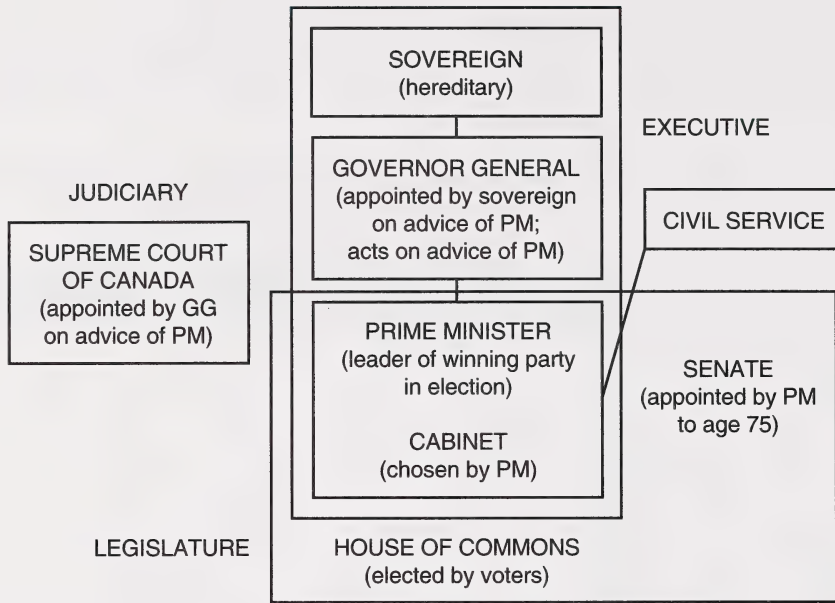 SOVEREIGN
(hereditary)
EXECUTIVE
GOVERNOR GENERAL
(appointed by sovereign
on advice of PM;
acts on advice of PM)
JUDICIARY
SUPREME COURT
OF CANADA
(appointed by GG
on advice of PM)
CIVIL SERVICE
PRIME MINISTER
(leader of winning party
in election)
CABINET
(chosen by PM)
SENATE
(appointed by PM
to age 75)
LEGISLATURE
HOUSE OF COMMONS
(elected by voters)